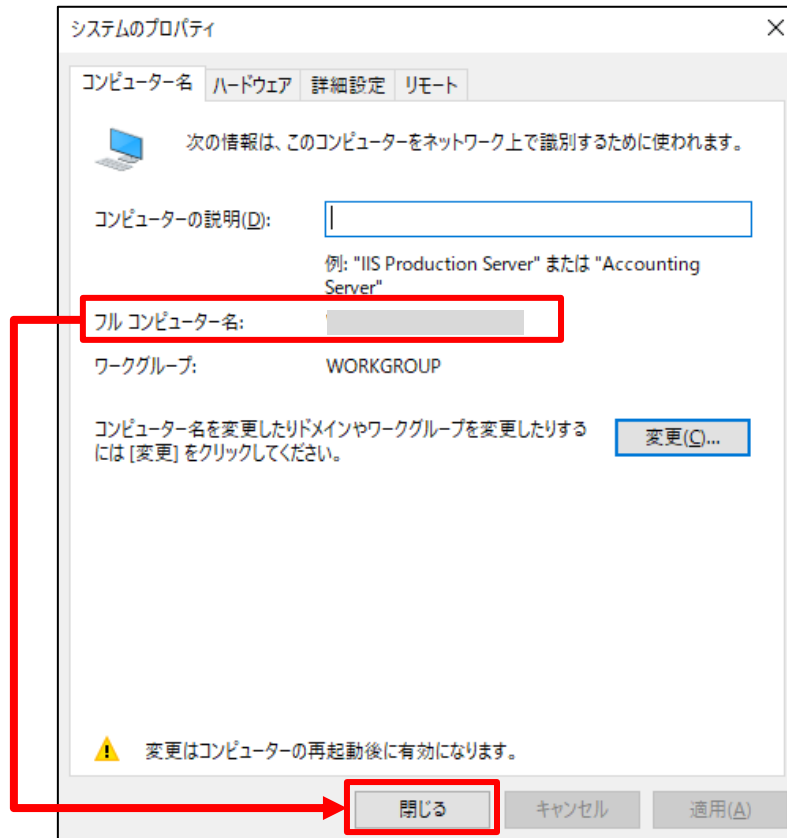 システムのプロパティ
コンピューター名 ハードウェア 詳細設定 リモート
次の情報は、このコンピューターをネットワーク上で識別するために使われます。
コンピューターの説明(D):
例: "IIS Production Server" または "Accounting
Server"
フル コンピューター名:
ワークグループ: WORKGROUP
コンピューター名を変更したりドメインやワークグループを変更したりする
には [変更] をクリックしてください。
変更(C)...
変更はコンピューターの再起動後に有効になります。
閉じる キャンセル 適用(A)